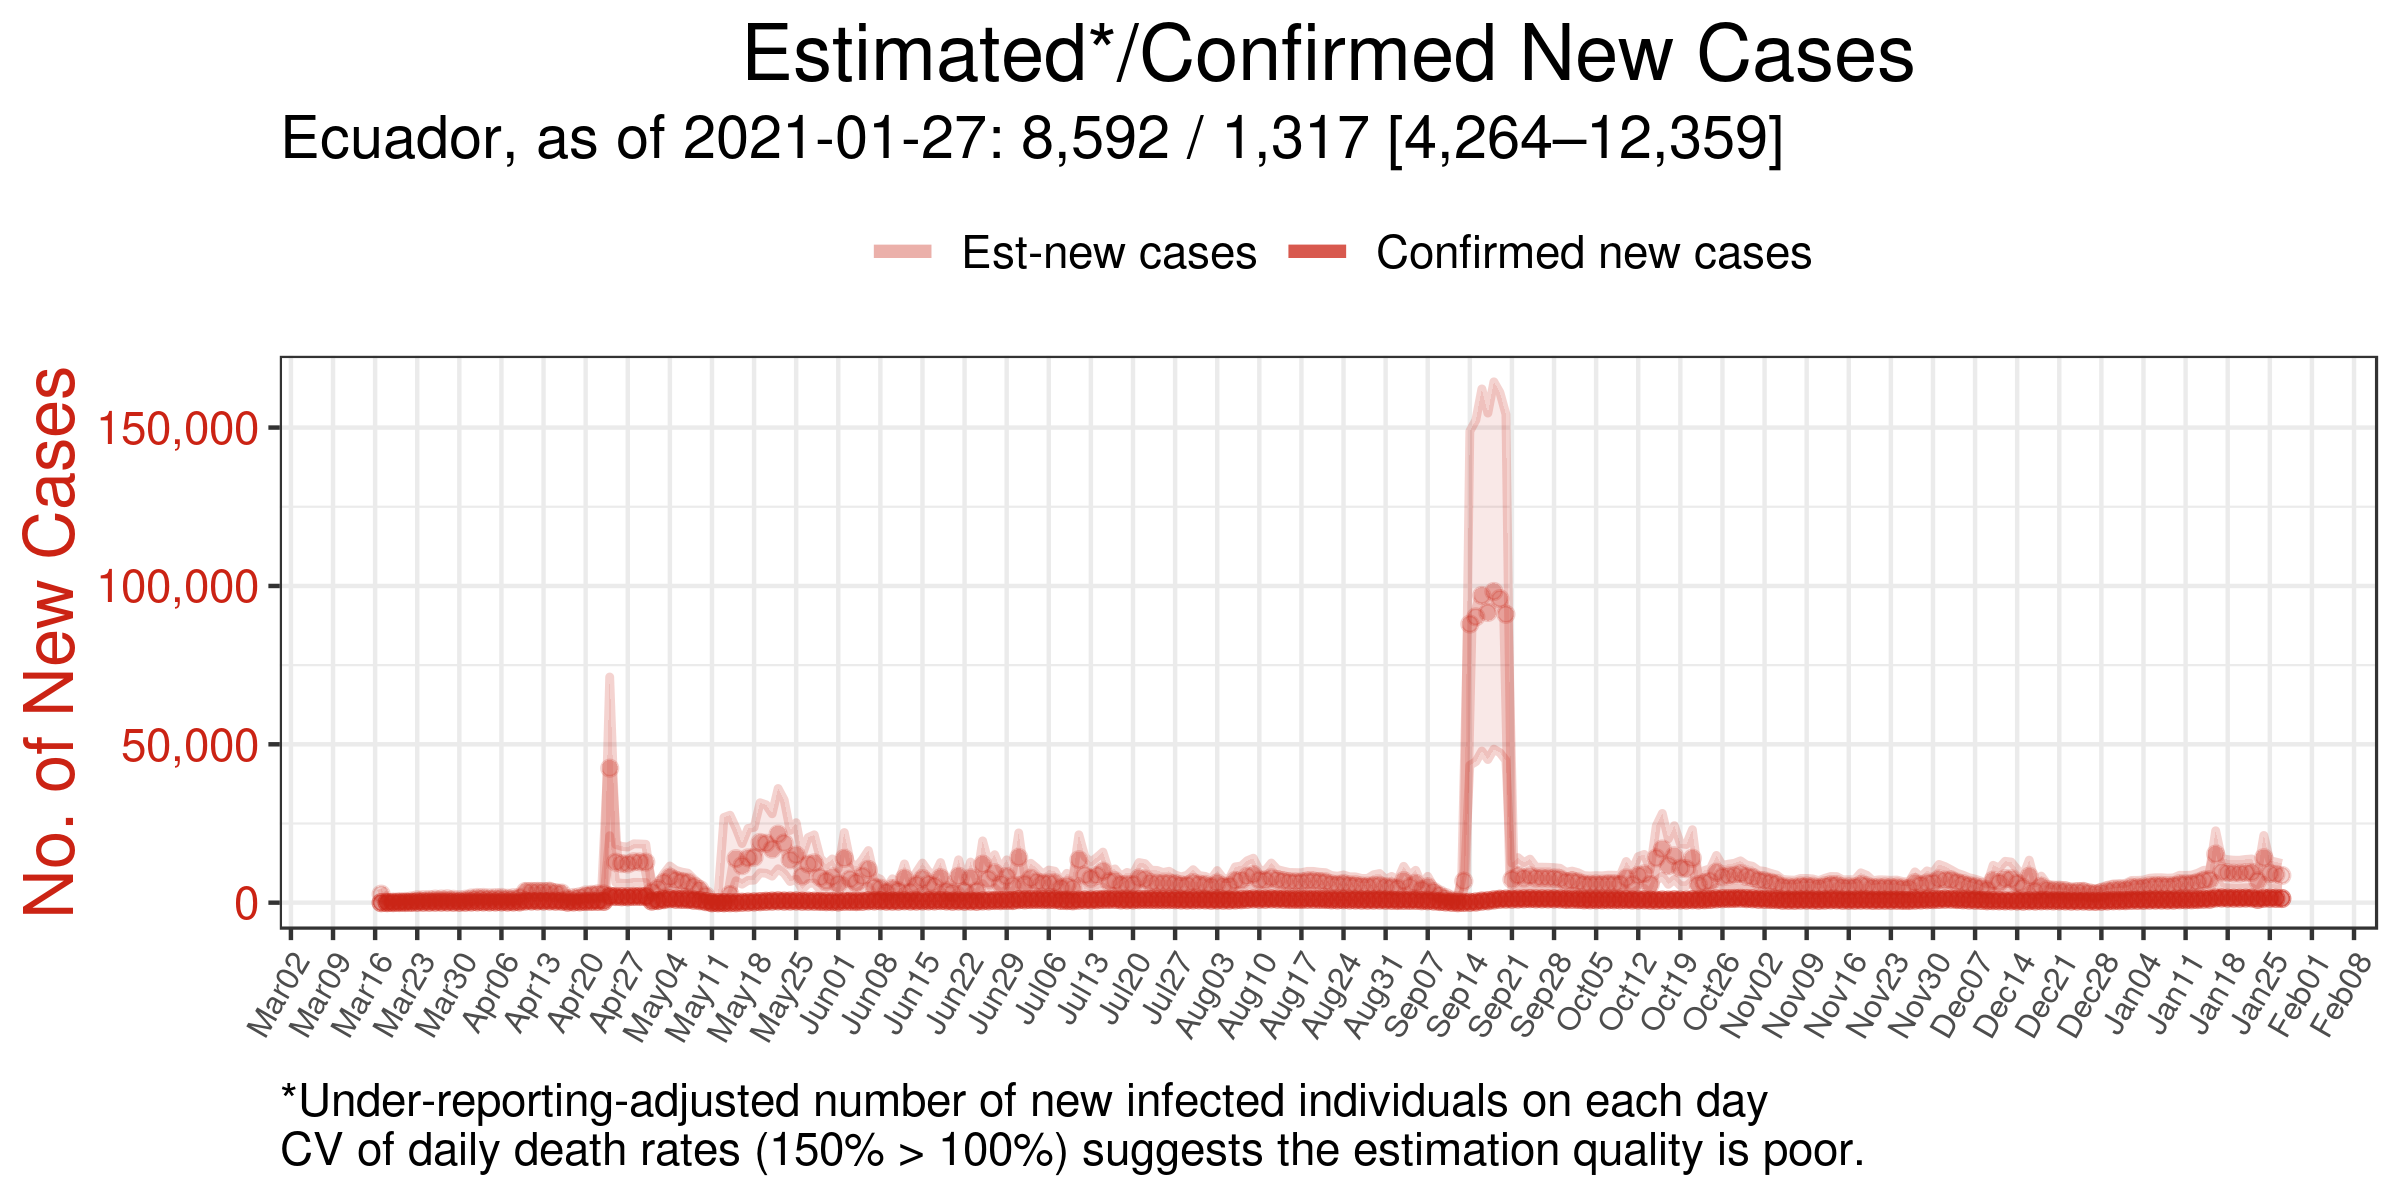 Estimated*/Confirmed New Cases
Ecuador, as of 2021-01-27: 8,592 / 1,317 [4,264–12,359]
Est-new cases Confirmed new cases
No. of New Cases
150,000
100,000
50,000
0
Mar02 Mar09 Mar16 Mar23 Mar30 Apr06 Apr13 Apr20 Apr27 May04 May11 May18 May25 Jun01 Jun08 Jun15 Jun22 Jun29 Jul06 Jul13 Jul20 Jul27 Aug03 Aug10 Aug17 Aug24 Aug31 Sep07 Sep14 Sep21 Sep28 Oct05 Oct12 Oct19 Oct26 Nov02 Nov09 Nov16 Nov23 Nov30 Dec07 Dec14 Dec21 Dec28 Jan04 Jan11 Jan18 Jan25 Feb01 Feb08
*Under-reporting-adjusted number of new infected individuals on each day
CV of daily death rates (150% > 100%) suggests the estimation quality is poor.